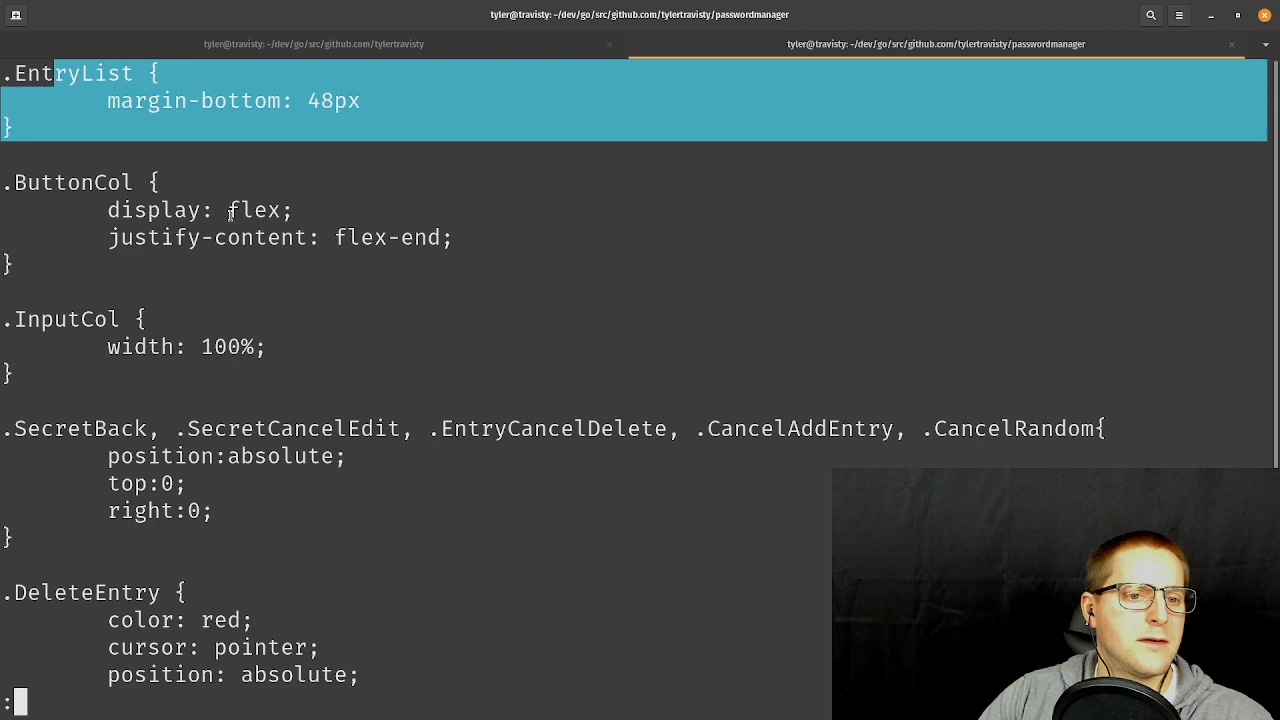 tyler@travisty: ~/dev/go/src/github.com/tylertravisty/passwordmanager
tyler@travisty: ~/dev/go/src/github.com/tylertravisty
tyler@travisty: ~/dev/go/src/github.com/tylertravisty/passwordmanager
.EntryList {
margin-bottom: 48px
}
.ButtonCol {
display: flex;
justify-content: flex-end;
}
.InputCol {
width: 100%;
}
.SecretBack, .SecretCancelEdit, .EntryCancelDelete, .CancelAddEntry, .CancelRandom{
position:absolute;
top:0;
right:0;
}
.DeleteEntry {
color: red;
cursor: pointer;
position: absolute;
: